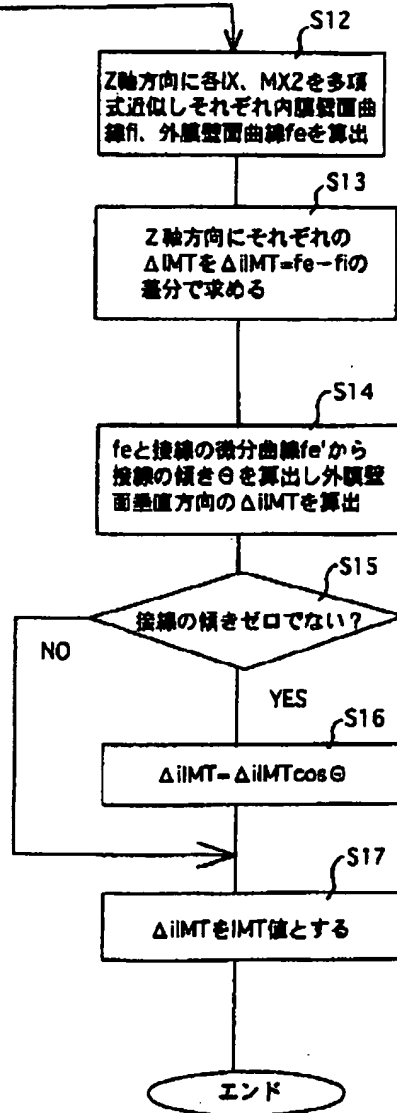 S12
Z軸方向に各IX、MX2を多項
式近似しそれぞれ内膜壁面曲
線fi、外膜壁面曲線feを算出
S13
Z軸方向にそれぞれの
ΔIMTをΔiIMT=fe-fiの
差分で求める
S14
feと接線の微分曲線fe'から
接線の傾きΘを算出し外膜壁
面垂直方向のΔiIMTを算出
S15
接線の傾きゼロでない?
NO
YES
S16
ΔiIMT=ΔiIMTcosΘ
S17
ΔiIMTをIMT値とする
エンド